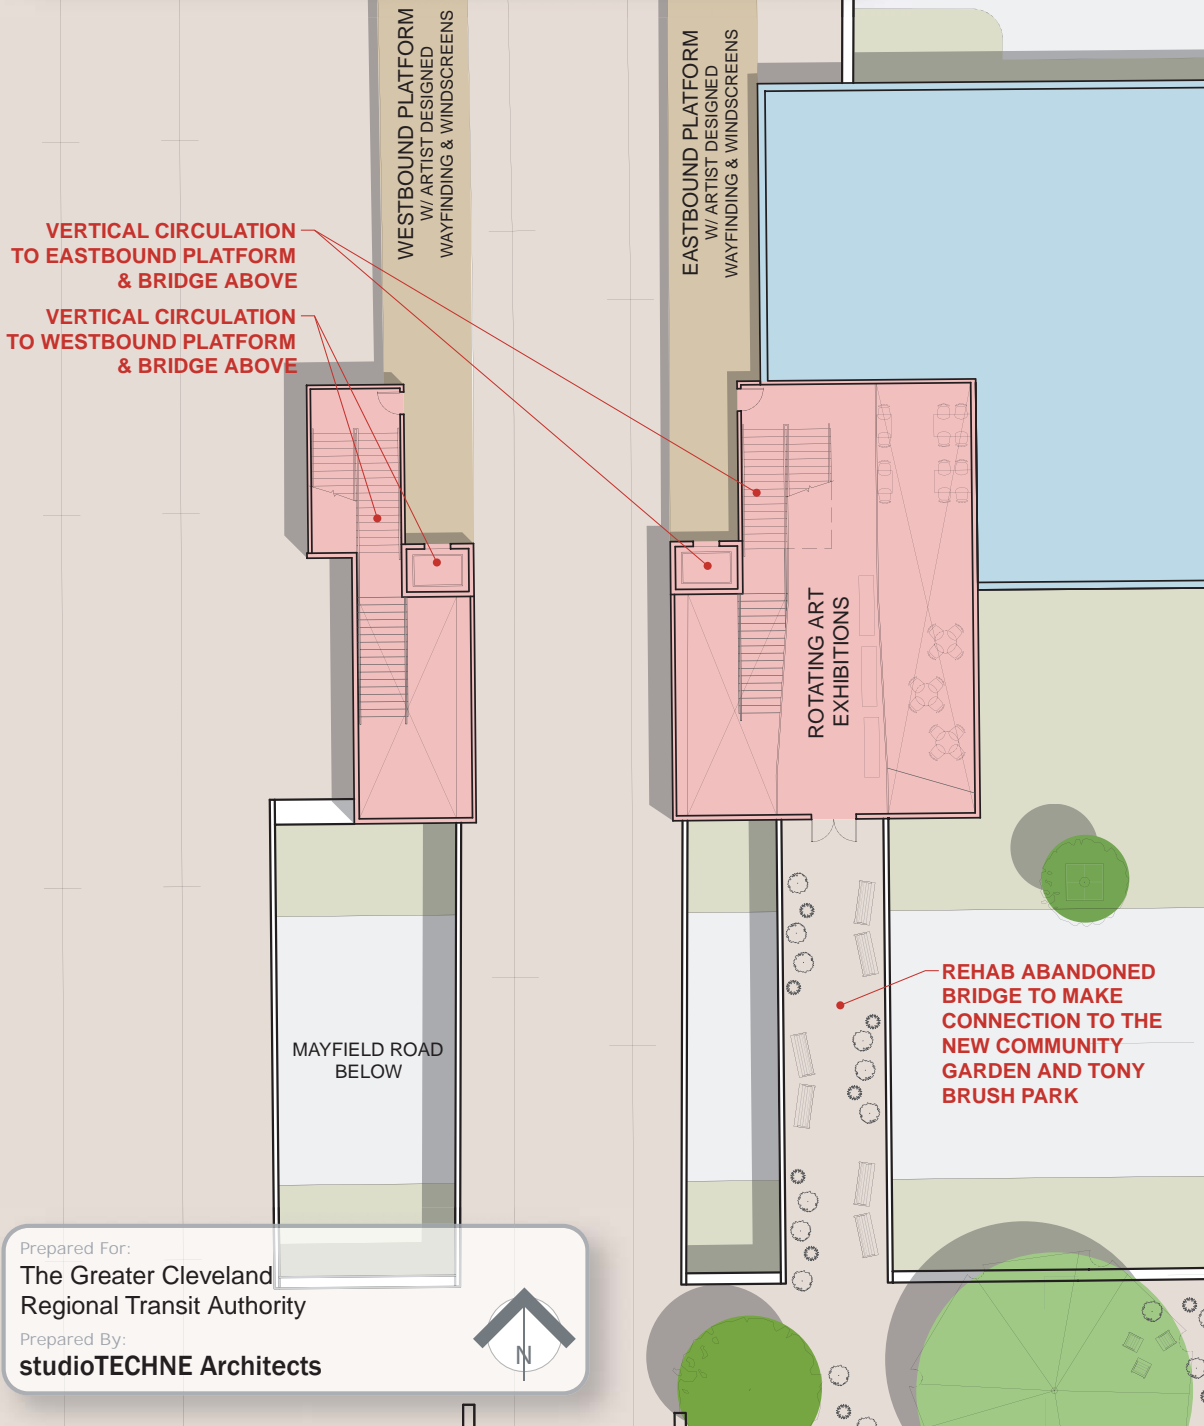 WESTBOUND PLATFORM
W/ ARTIST DESIGNED
WAYFINDING & WINDSCREENS
EASTBOUND PLATFORM
W/ ARTIST DESIGNED
WAYFINDING & WINDSCREENS
VERTICAL CIRCULATION
TO EASTBOUND PLATFORM
& BRIDGE ABOVE
VERTICAL CIRCULATION
TO WESTBOUND PLATFORM
& BRIDGE ABOVE
ROTATING ART
EXHIBITIONS
REHAB ABANDONED
BRIDGE TO MAKE
CONNECTION TO THE
NEW COMMUNITY
GARDEN AND TONY
BRUSH PARK
MAYFIELD ROAD
BELOW
Prepared For:
The Greater Cleveland
Regional Transit Authority
Prepared By:
studioTECHNE Architects
N